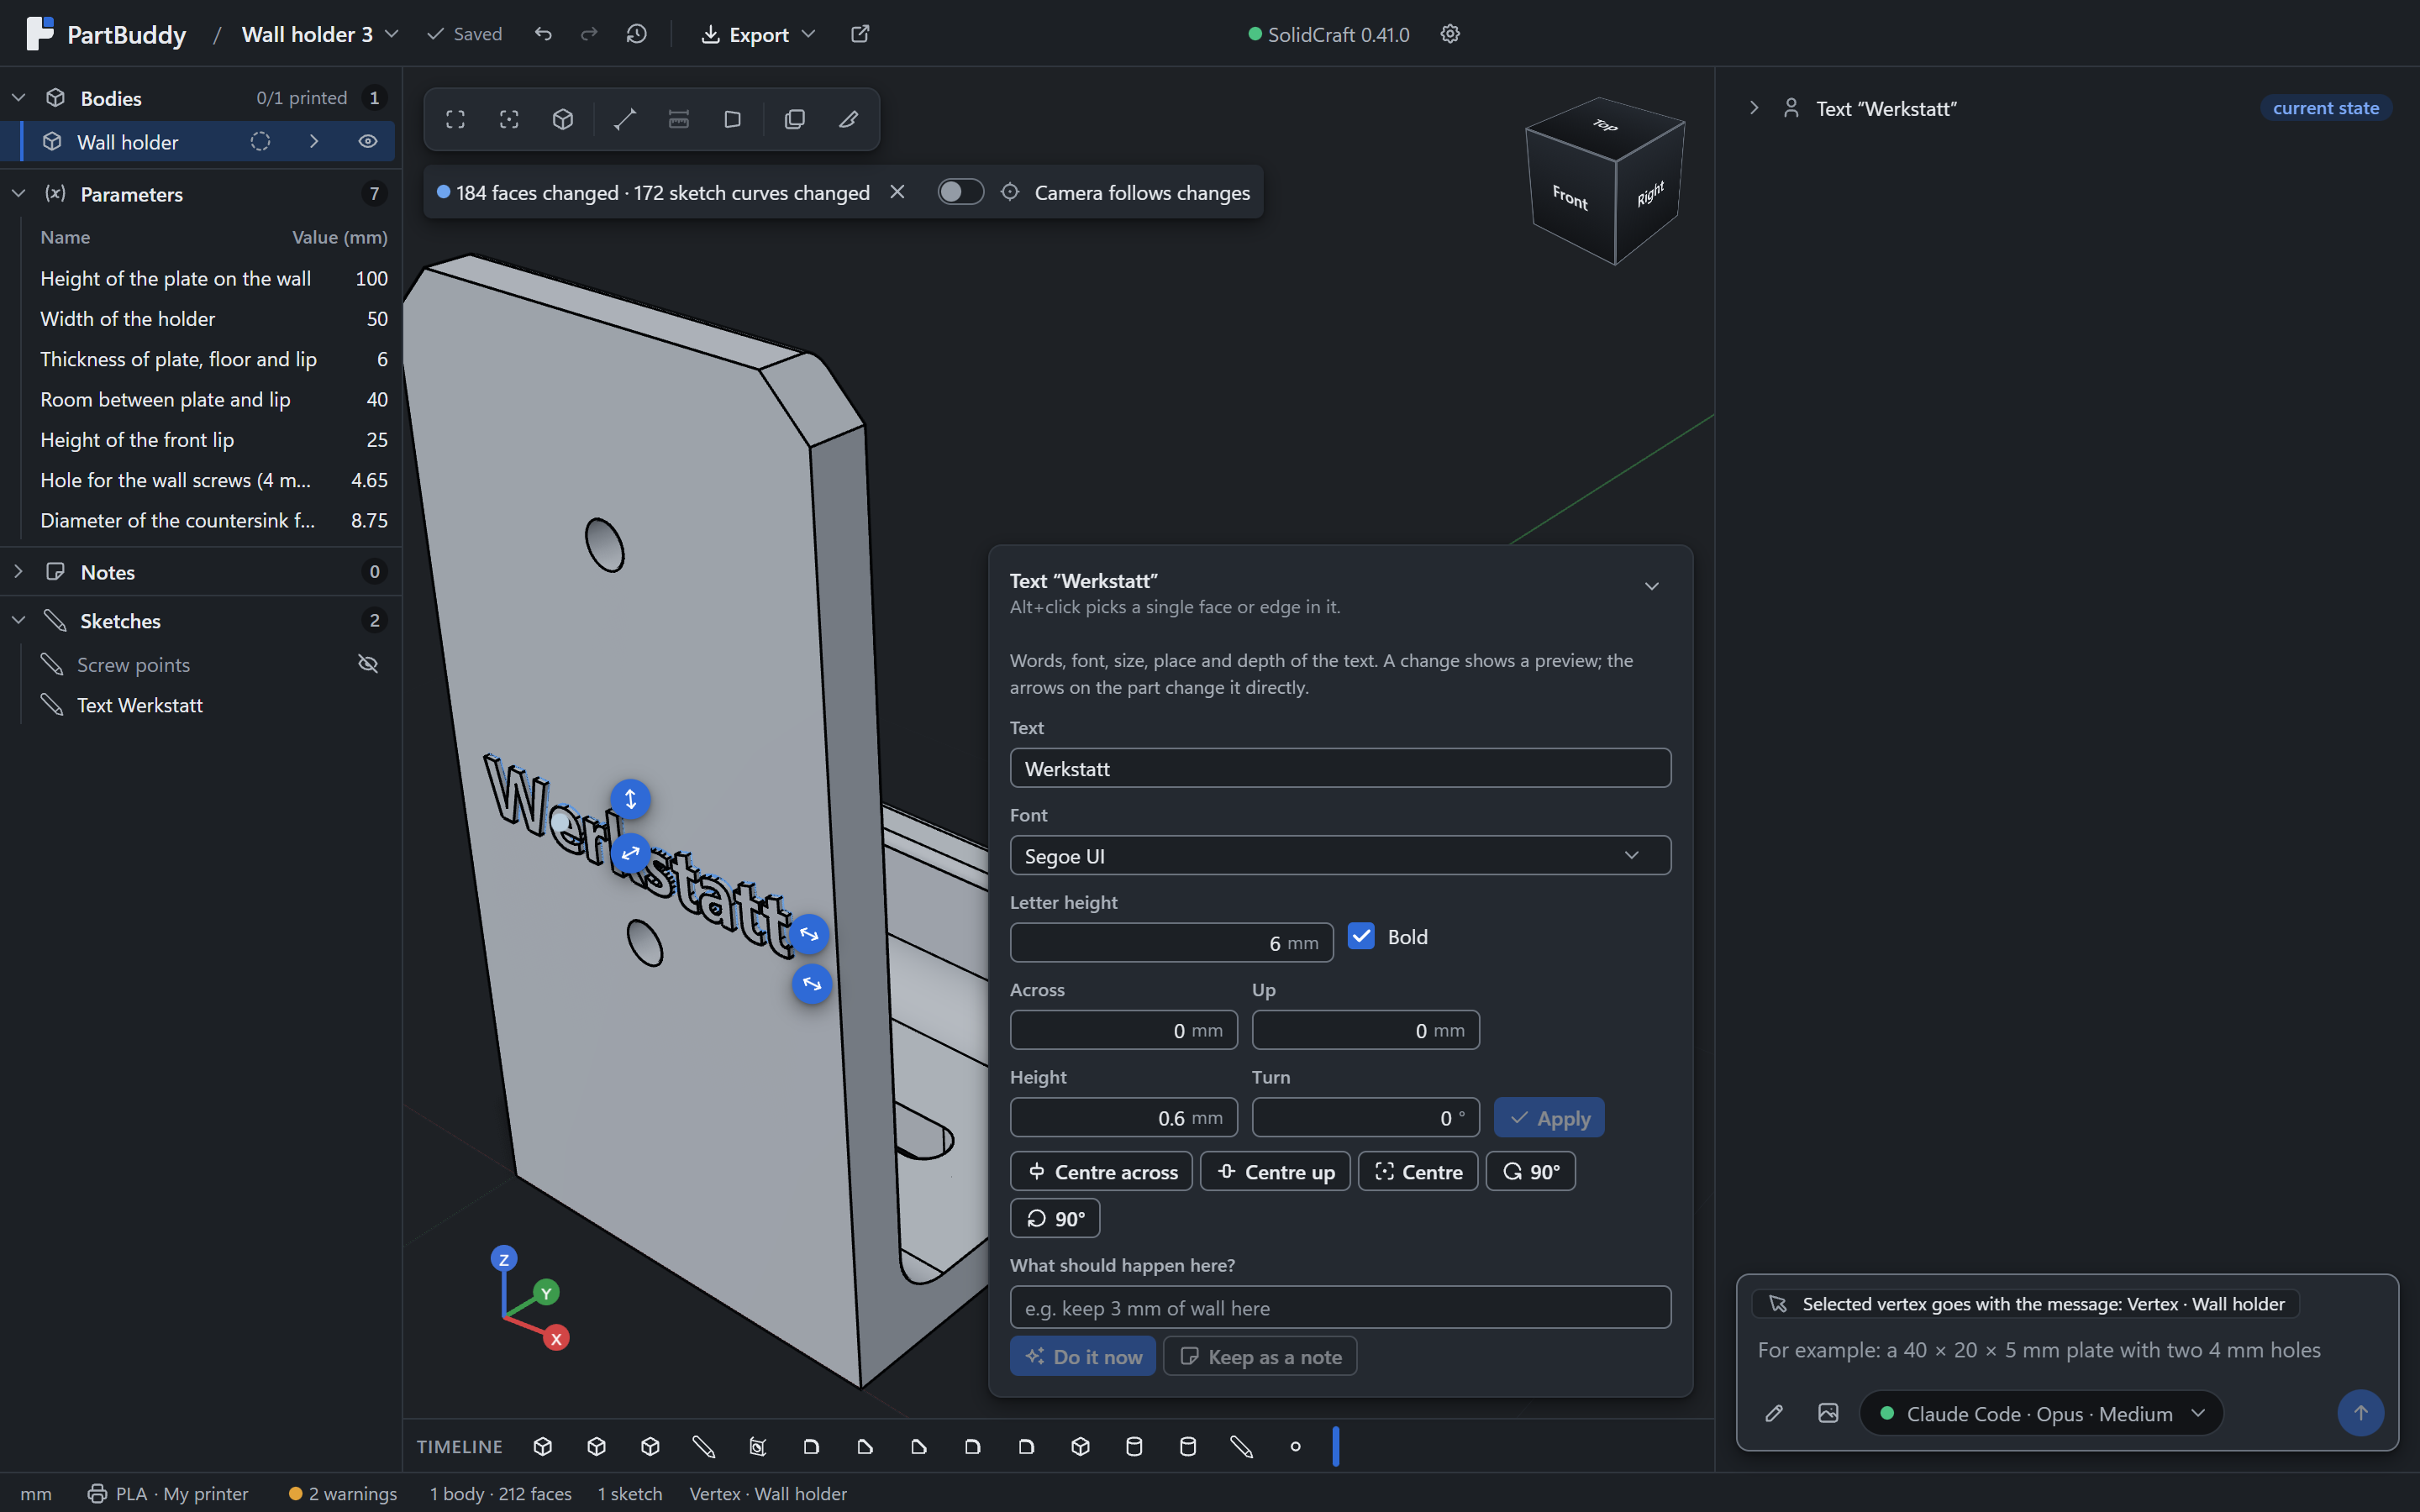 PartBuddy / Wall holder 3 Saved Export SolidCraft 0.41.0
Bodies 0/1 printed 1
Wall holder
Parameters 7
Name Value (mm)
Height of the plate on the wall 100
Width of the holder 50
Thickness of plate, floor and lip 6
Room between plate and lip 40
Height of the front lip 25
Hole for the wall screws (4 m... 4.65
Diameter of the countersink f... 8.75
Notes 0
Sketches 2
Screw points
Text Werkstatt
184 faces changed · 172 sketch curves changed Camera follows changes
Top
Front
Right
Werkstatt
Z
Y
X
Text “Werkstatt”
Alt+click picks a single face or edge in it.
Words, font, size, place and depth of the text. A change shows a preview; the
arrows on the part change it directly.
Text
Werkstatt
Font
Segoe UI
Letter height
6 mm Bold
Across Up
0 mm 0 mm
Height Turn
0.6 mm 0 ° Apply
Centre across Centre up Centre 90°
90°
What should happen here?
e.g. keep 3 mm of wall here
Do it now Keep as a note
Text “Werkstatt” current state
Selected vertex goes with the message: Vertex · Wall holder
For example: a 40 × 20 × 5 mm plate with two 4 mm holes
Claude Code · Opus · Medium
TIMELINE
mm PLA · My printer 2 warnings 1 body · 212 faces 1 sketch Vertex · Wall holder